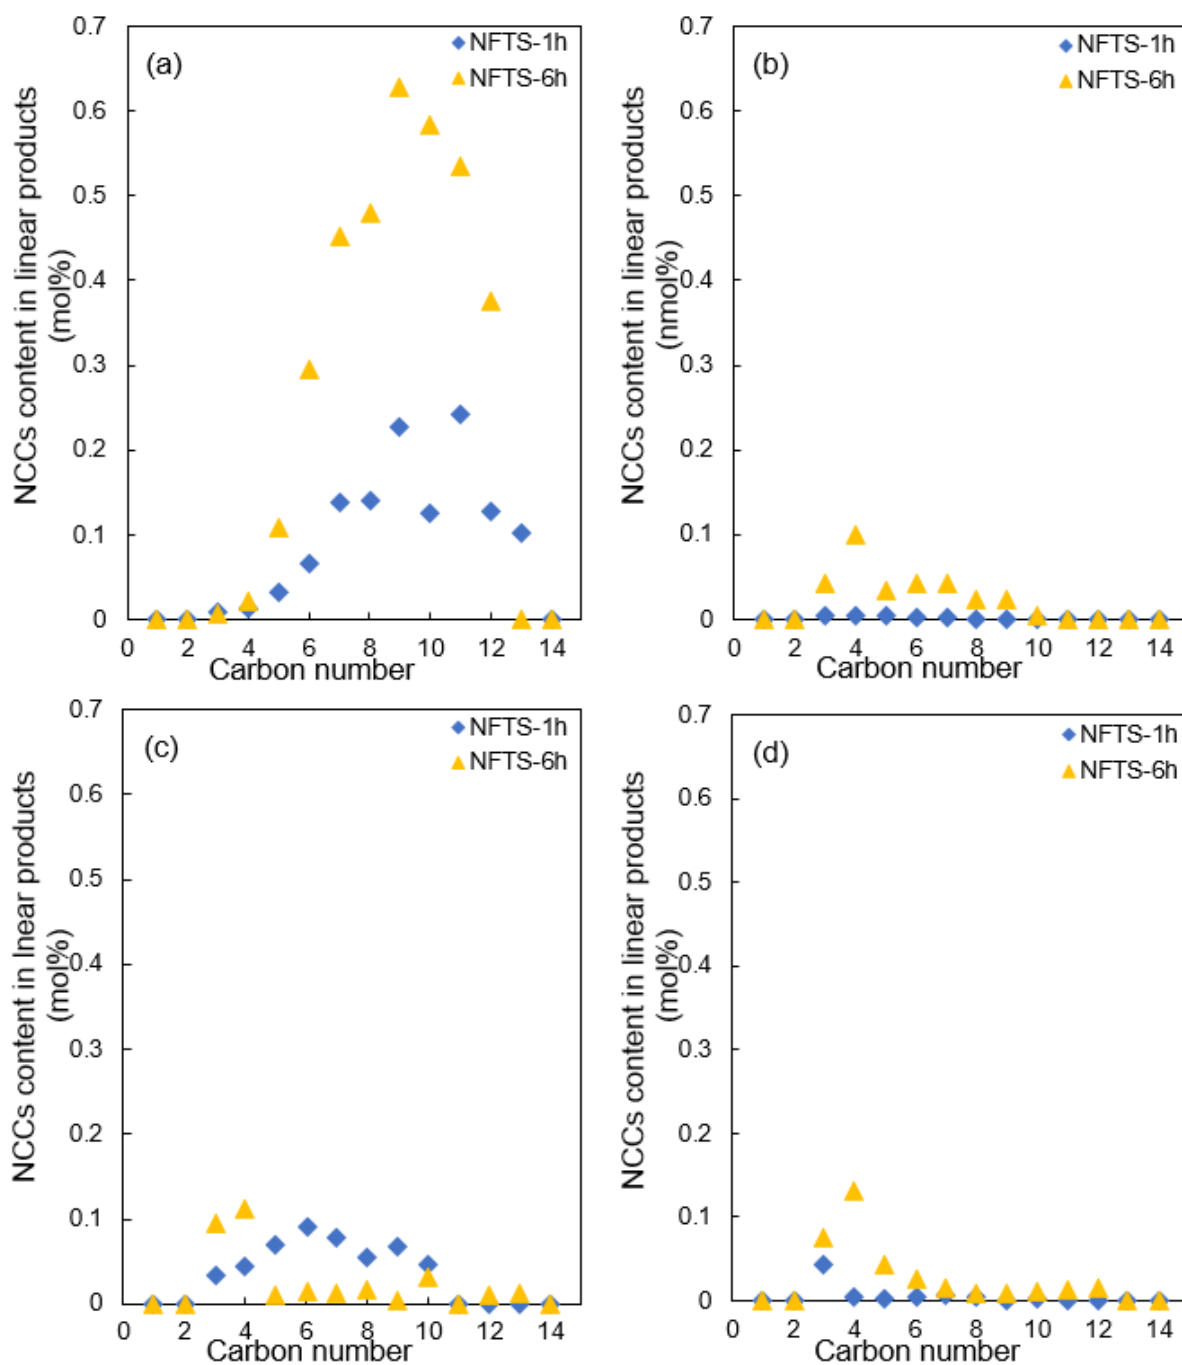 NCCs content in linear products
(mol%)
0.7
0.6
0.5
0.4
0.3
0.2
0.1
0
(a)
NFTS-1h
NFTS-6h
0 2 4 6 8 10 12 14
Carbon number
NCCs content in linear products
(nmol%)
0.7
0.6
0.5
0.4
0.3
0.2
0.1
0
(b)
NFTS-1h
NFTS-6h
0 2 4 6 8 10 12 14
Carbon number
NCCs content in lnear products
(mol%)
0.7
0.6
0.5
0.4
0.3
0.2
0.1
0
(c)
NFTS-1h
NFTS-6h
0 2 4 6 8 10 12 14
Carbon number
NCCs content in linear products
(mol%)
0.7
0.6
0.5
0.4
0.3
0.2
0.1
0
(d)
NFTS-1h
NFTS-6h
0 2 4 6 8 10 12 14
Carbon number